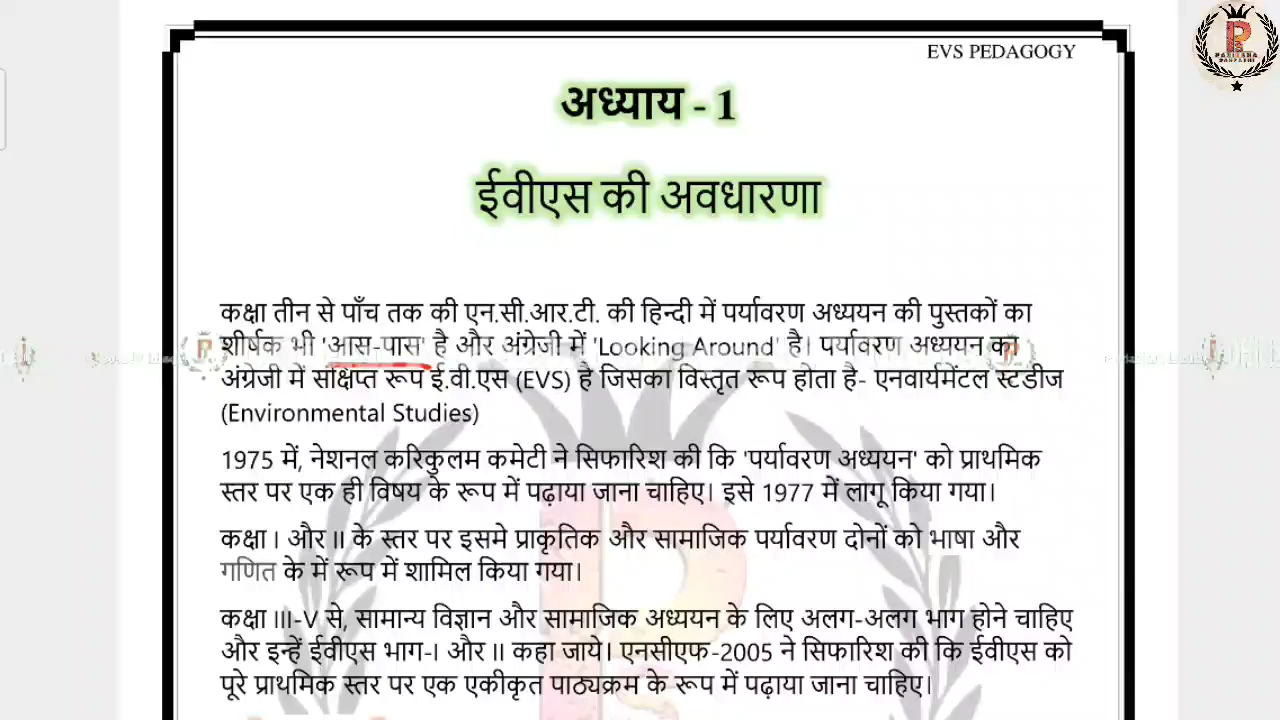 EVS PEDAGOGY
अध्याय - 1
ईवीएस की अवधारणा
कक्षा तीन से पाँच तक की एन.सी.आर.टी. की हिन्दी में पर्यावरण अध्ययन की पुस्तकों का
शीर्षक भी 'आस-पास' है और अंग्रेजी में 'Looking Around' है। पर्यावरण अध्ययन का
अंग्रेजी में संक्षिप्त रूप ई.वी.एस (EVS) है जिसका विस्तृत रूप होता है- एनवार्यमेंटल स्टडीज
(Environmental Studies)
1975 में, नेशनल करिकुलम कमेटी ने सिफारिश की कि 'पर्यावरण अध्ययन' को प्राथमिक
स्तर पर एक ही विषय के रूप में पढ़ाया जाना चाहिए। इसे 1977 में लागू किया गया।
कक्षा I और II के स्तर पर इसमे प्राकृतिक और सामाजिक पर्यावरण दोनों को भाषा और
गणित के में रूप में शामिल किया गया।
कक्षा III-V से, सामान्य विज्ञान और सामाजिक अध्ययन के लिए अलग-अलग भाग होने चाहिए
और इन्हें ईवीएस भाग-I और II कहा जाये। एनसीएफ-2005 ने सिफारिश की कि ईवीएस को
पूरे प्राथमिक स्तर पर एक एकीकृत पाठ्यक्रम के रूप में पढ़ाया जाना चाहिए।